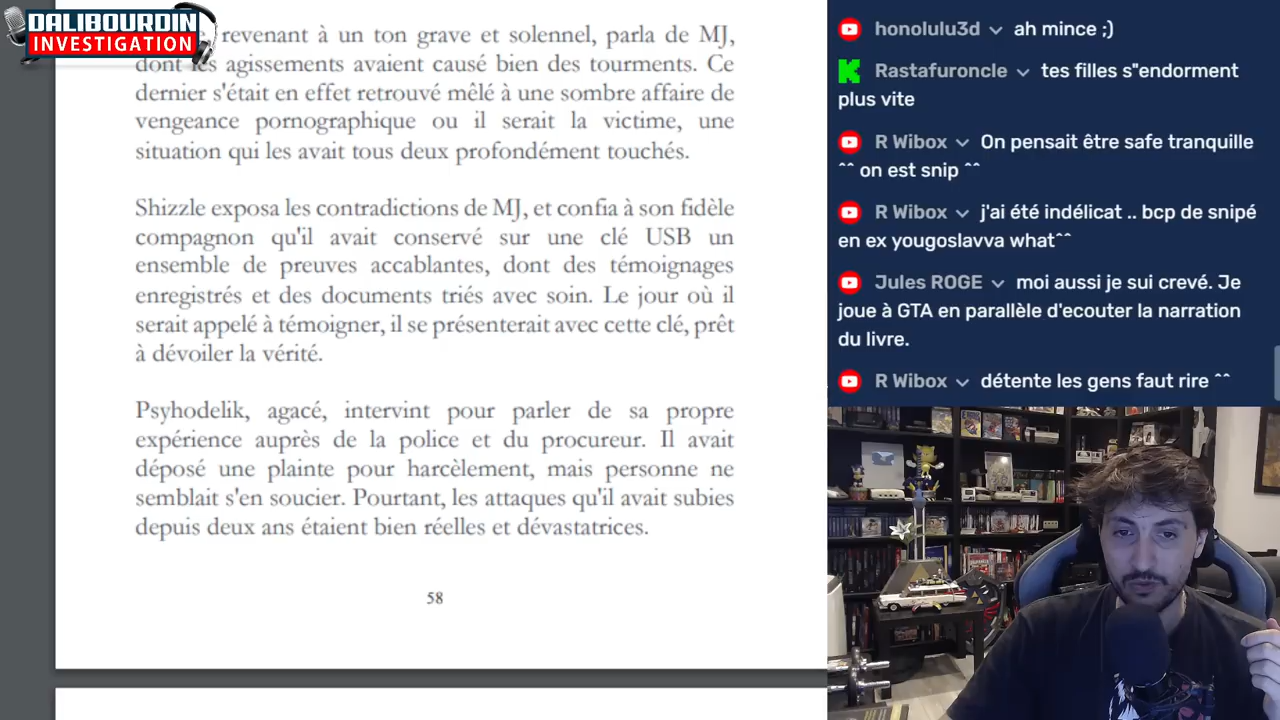 DALIBOURDIN
INVESTIGATION
revenant à un ton grave et solennel, parla de MJ,
dont les agissements avaient causé bien des tourments. Ce
dernier s'était en effet retrouvé mêlé à une sombre affaire de
vengeance pornographique ou il serait la victime, une
situation qui les avait tous deux profondément touchés.
Shizzle exposa les contradictions de MJ, et confia à son fidèle
compagnon qu'il avait conservé sur une clé USB un
ensemble de preuves accablantes, dont des témoignages
enregistrés et des documents triés avec soin. Le jour où il
serait appelé à témoigner, il se présenterait avec cette clé, prêt
à dévoiler la vérité.
Psyhodelik, agacé, intervint pour parler de sa propre
expérience auprès de la police et du procureur. Il avait
déposé une plainte pour harcèlement, mais personne ne
semblait s'en soucier. Pourtant, les attaques qu'il avait subies
depuis deux ans étaient bien réelles et dévastatrices.
58
honolulu3d ah mince ;)
Rastafuroncle tes filles s"endorment
plus vite
R Wibox On pensait être safe tranquille
^^ on est snip ^^
R Wibox j'ai été indélicat .. bcp de snipé
en ex yougoslavva what^^
Jules ROGE moi aussi je sui crevé. Je
joue à GTA en parallèle d'ecouter la narration
du livre.
R Wibox détente les gens faut rire ^^